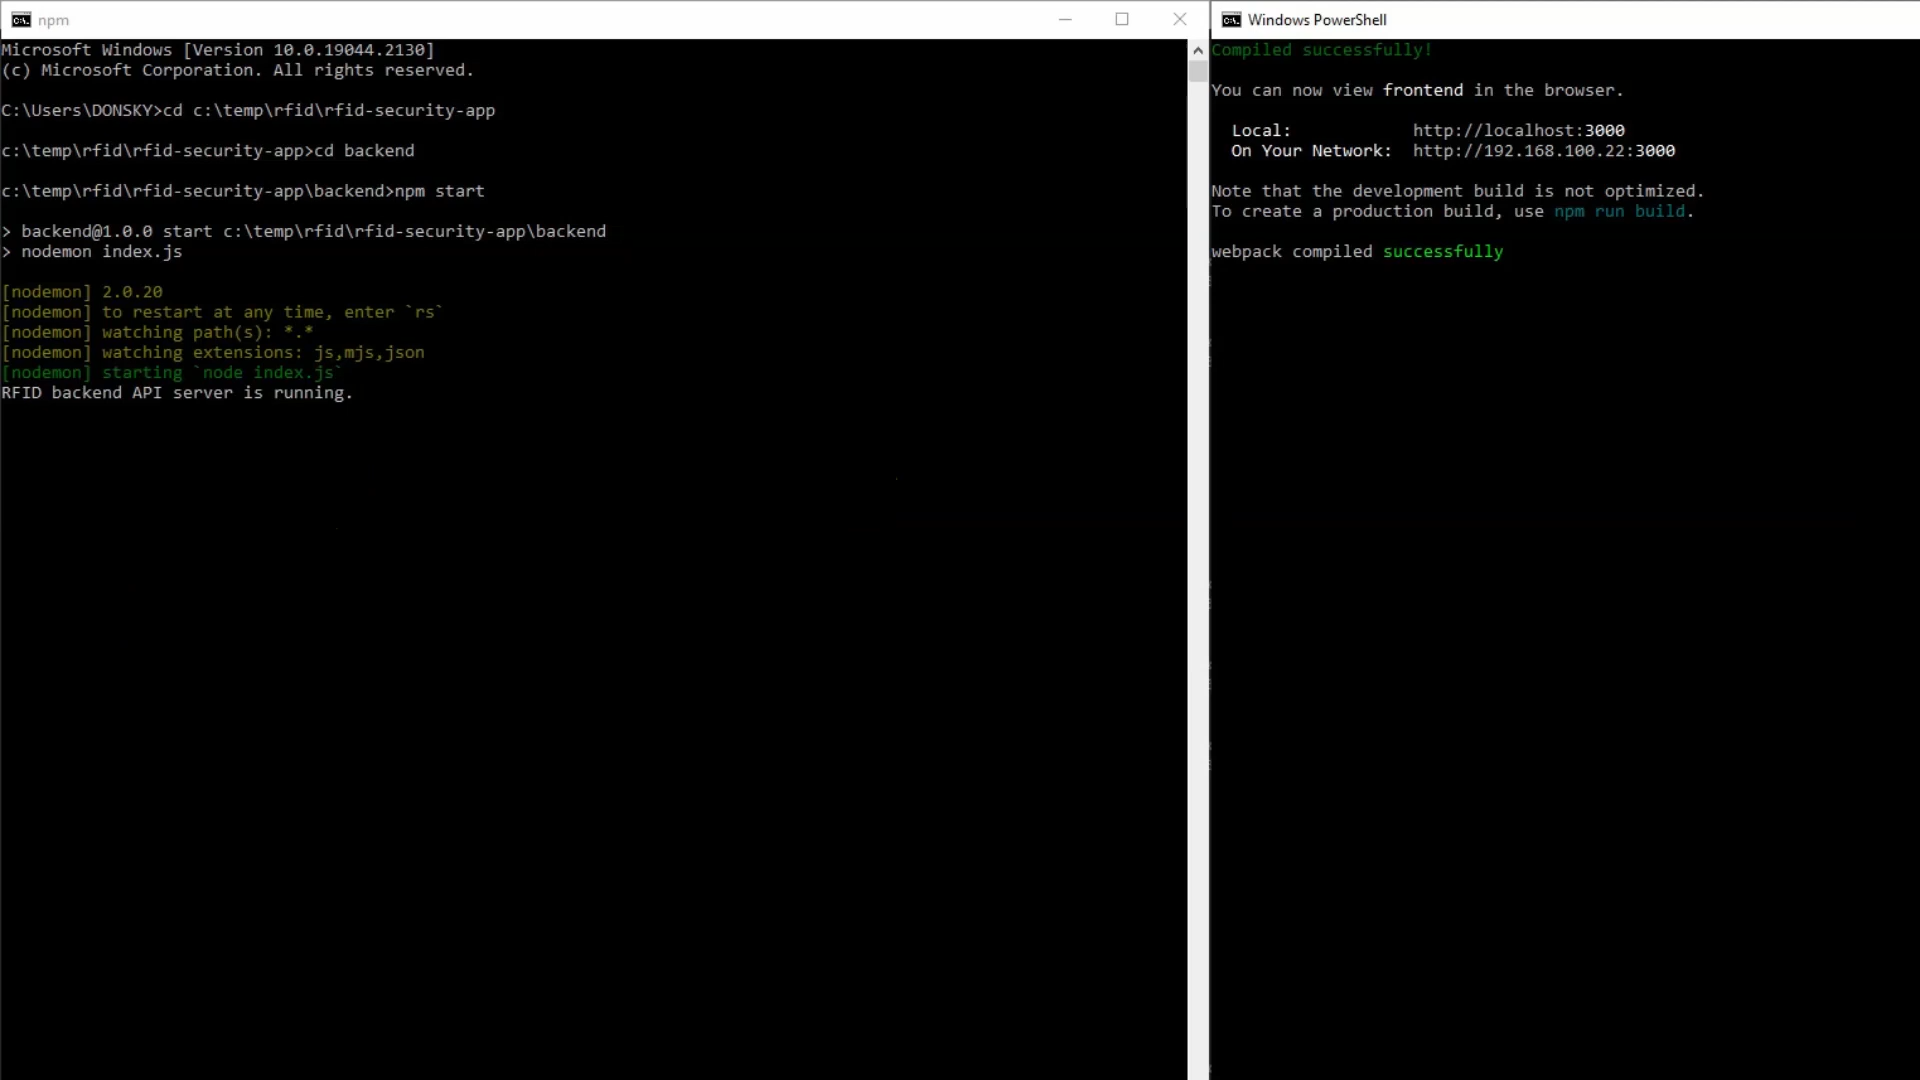 npm
Microsoft Windows [Version 10.0.19044.2130]
(c) Microsoft Corporation. All rights reserved.
C:\Users\DONSKY>cd c:\temp\rfid\rfid-security-app
c:\temp\rfid\rfid-security-app>cd backend
c:\temp\rfid\rfid-security-app\backend>npm start
> backend@1.0.0 start c:\temp\rfid\rfid-security-app\backend
> nodemon index.js
[nodemon] 2.0.20
[nodemon] to restart at any time, enter `rs`
[nodemon] watching path(s): *.*
[nodemon] watching extensions: js,mjs,json
[nodemon] starting `node index.js`
RFID backend API server is running.
Windows PowerShell
Compiled successfully!
You can now view frontend in the browser.
Local: http://localhost:3000
On Your Network: http://192.168.100.22:3000
Note that the development build is not optimized.
To create a production build, use npm run build.
webpack compiled successfully